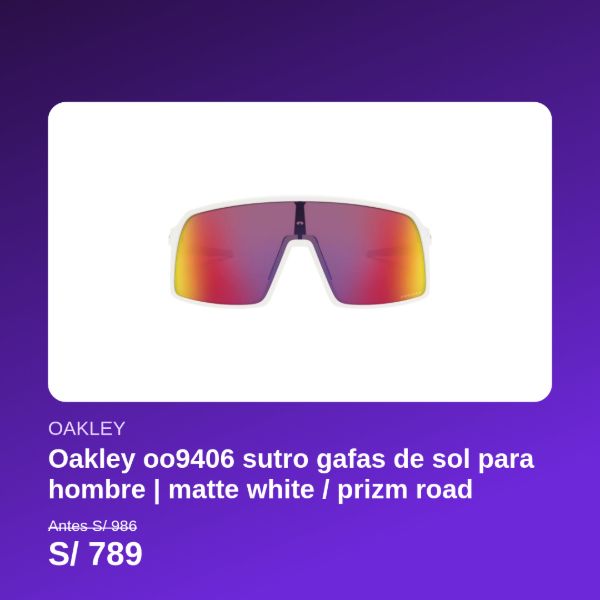 OAKLEY
Oakley oo9406 sutro gafas de sol para
hombre | matte white / prizm road
Antes S/ 986
S/ 789